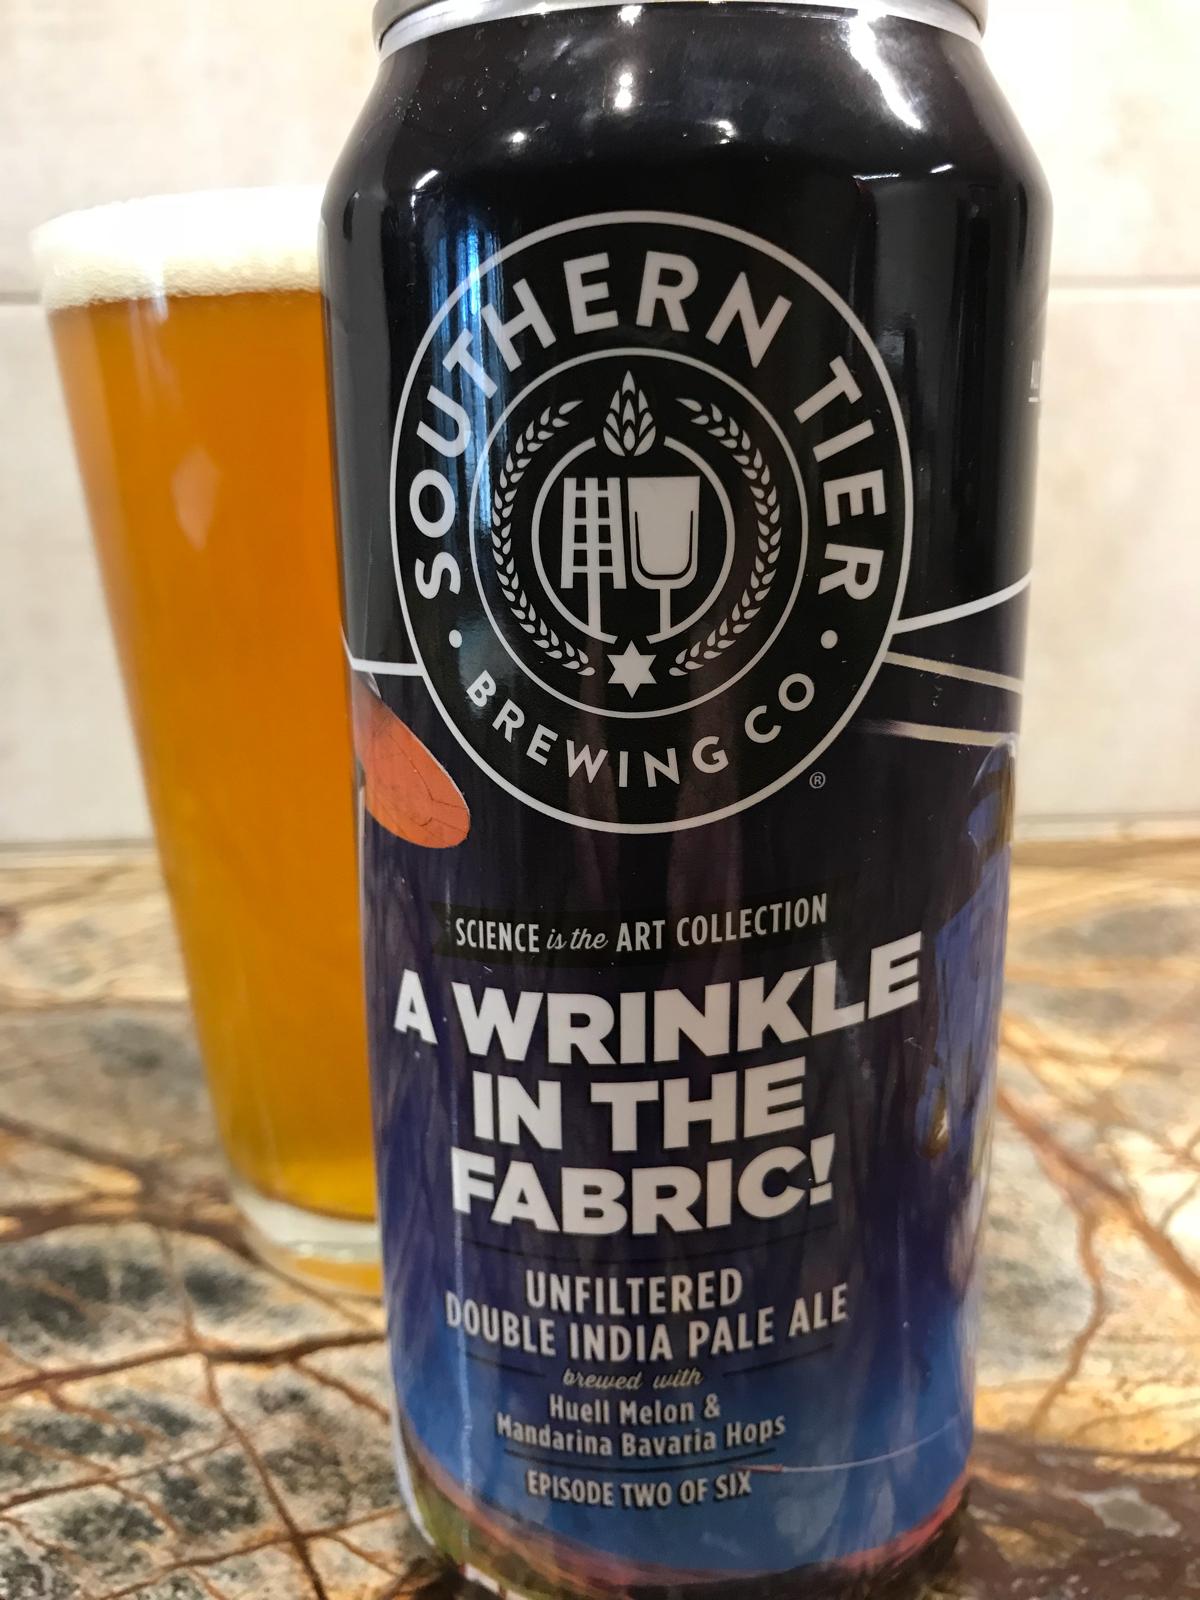 SOUTHERN TIER
• BREWING CO •
®
SCIENCE is the ART COLLECTION
A WRINKLE
IN THE
FABRIC!
UNFILTERED
DOUBLE INDIA PALE ALE
brewed with
Huell Melon &
Mandarina Bavaria Hops
EPISODE TWO OF SIX